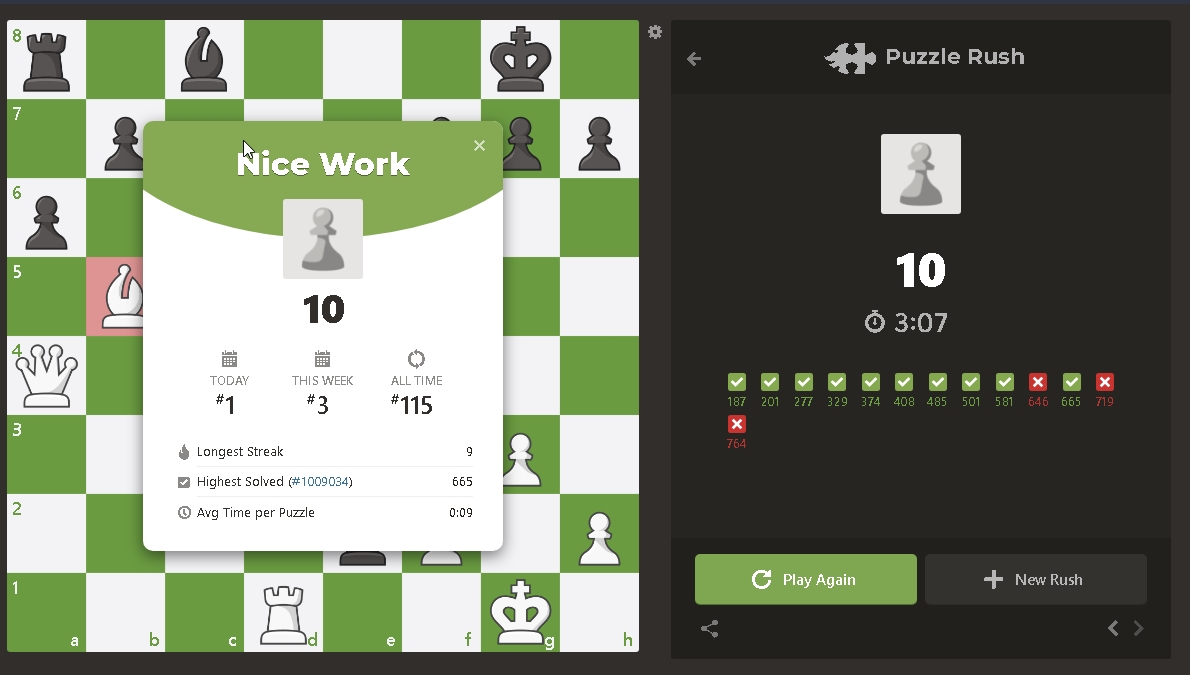 8
7
6
5
4
3
2
1
a b c d e f g h
Nice Work
×
10
TODAY
#1
THIS WEEK
#3
ALL TIME
#115
Longest Streak 9
Highest Solved (#1009034) 665
Avg Time per Puzzle 0:09
Puzzle Rush
10
3:07
187 201 277 329 374 408 485 501 581 646 665 719
764
Play Again
New Rush